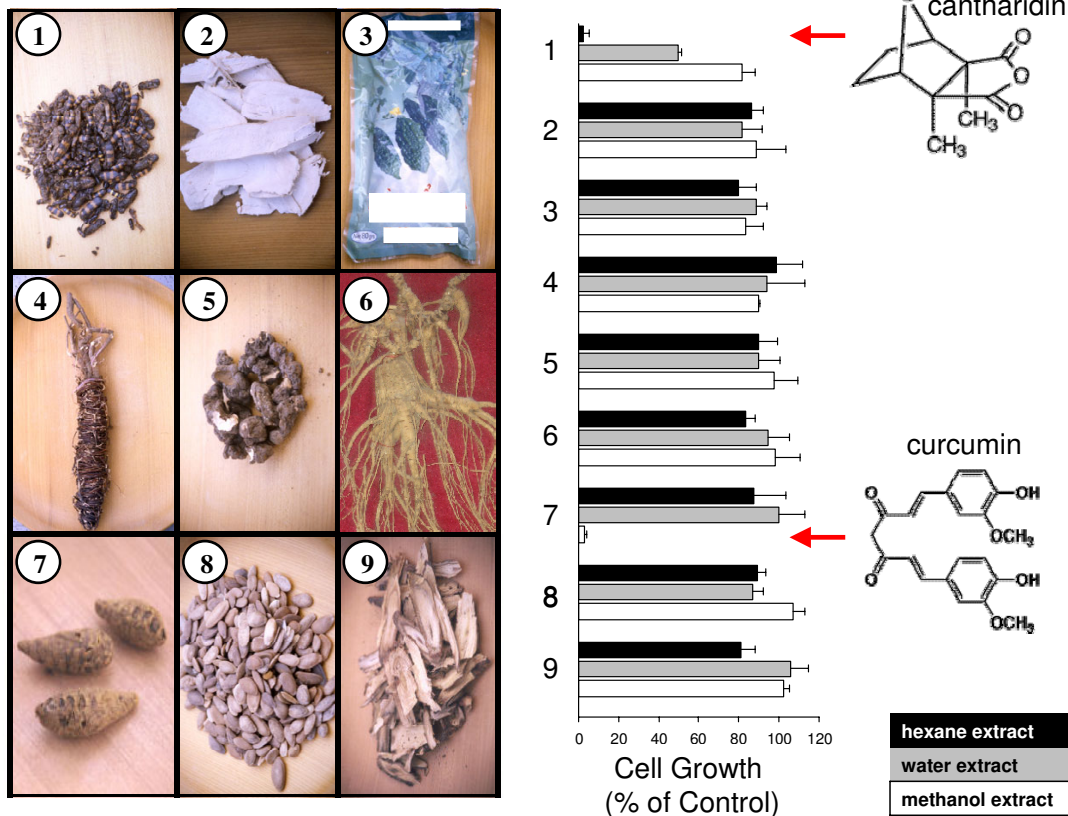 1
2
3
4
5
6
7
8
9
1
2
3
4
5
6
7
8
9
0
20
40
60
80
100
120
Cell Growth
(% of Control)
cantharidin
O
O
O
CH3
CH3
curcumin
O
OH
OCH3
O
OH
OCH3
hexane extract
water extract
methanol extract